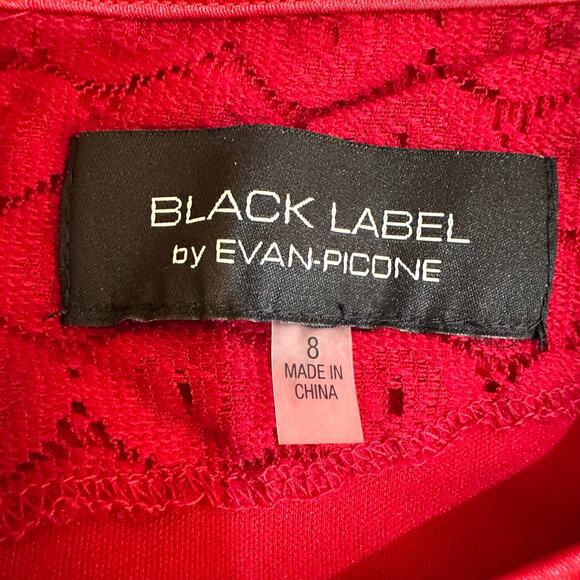 BLACK LABEL
by EVAN-PICONE
8
MADE IN
CHINA